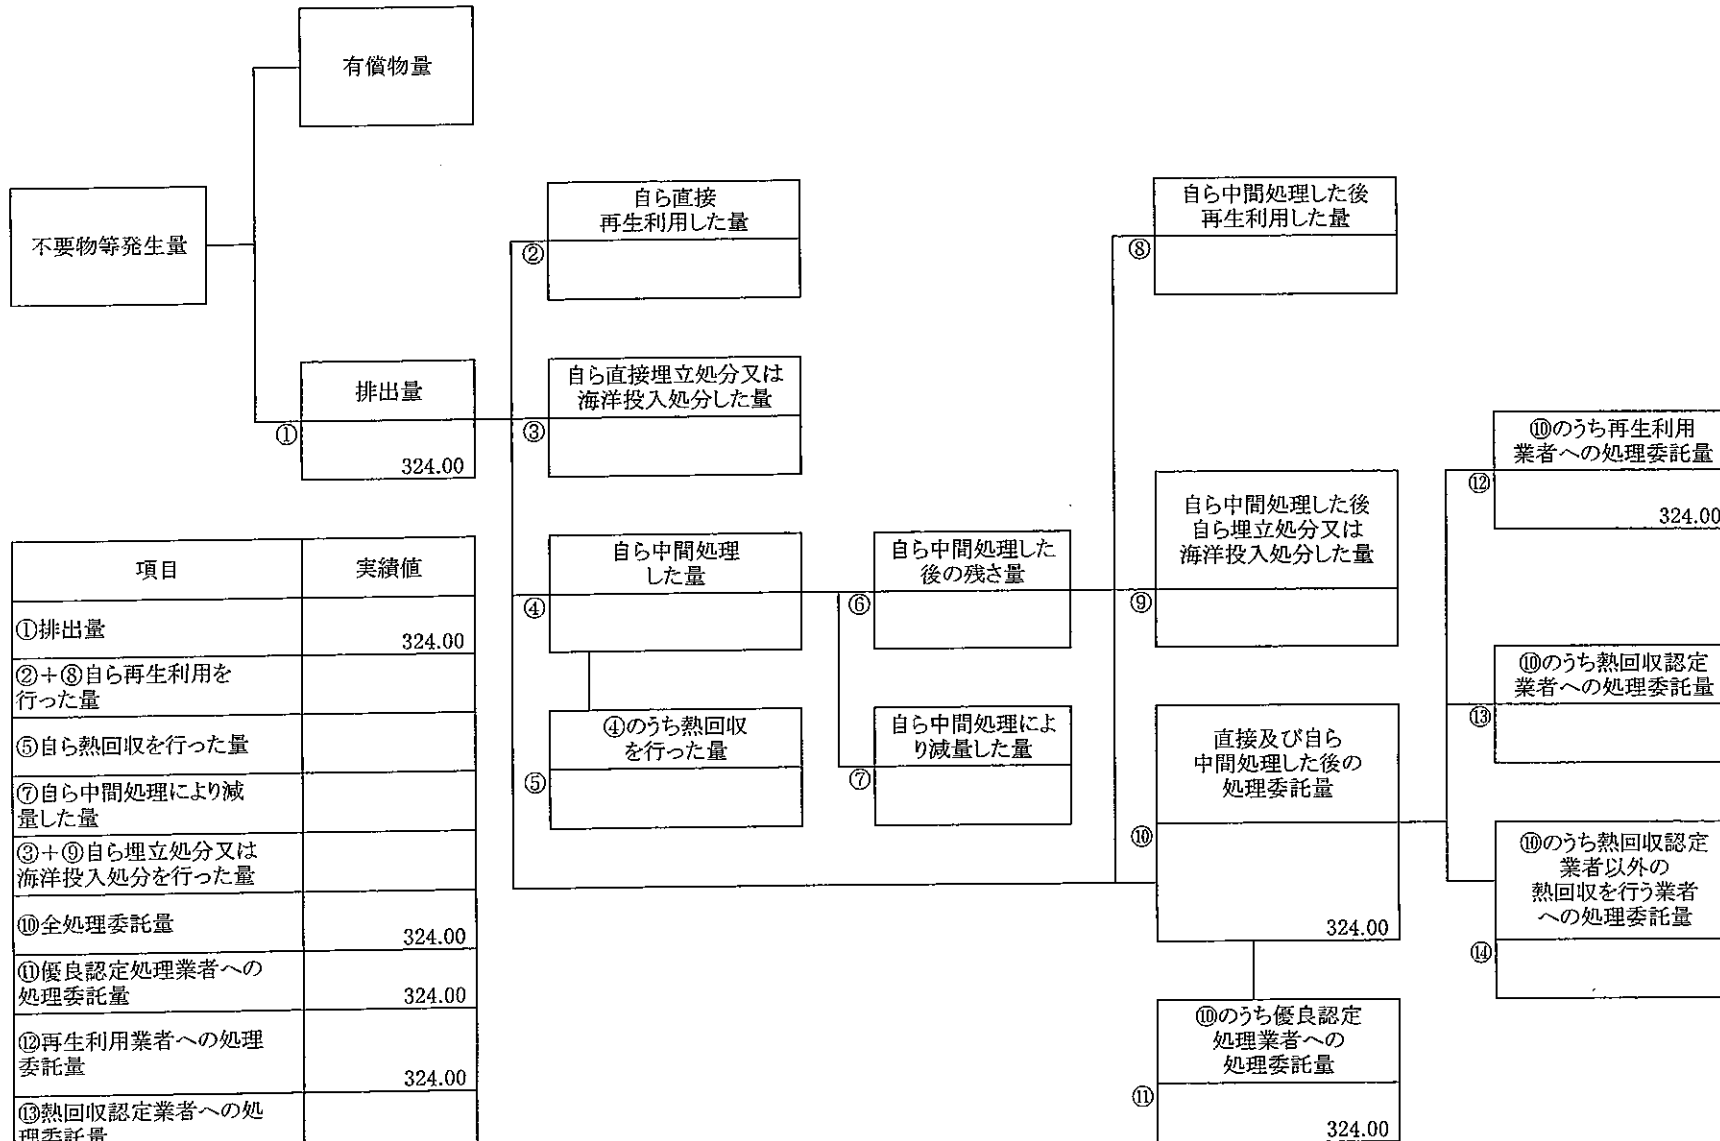 有償物量
不要物等発生量
排出量
①
324.00
自ら直接
再生利用した量
②
自ら直接埋立処分又は
海洋投入処分した量
③
自ら中間処理
した量
④
④のうち熱回収
を行った量
⑤
自ら中間処理した
後の残さ量
⑥
自ら中間処理によ
り減量した量
⑦
自ら中間処理した後
再生利用した量
⑧
自ら中間処理した後
自ら埋立処分又は
海洋投入処分した量
⑨
直接及び自ら
中間処理した後の
処理委託量
⑩
324.00
⑩のうち優良認定
処理業者への
処理委託量
⑪
324.00
⑩のうち再生利用
業者への処理委託量
⑫
324.00
⑩のうち熱回収認定
業者への処理委託量
⑬
⑩のうち熱回収認定
業者以外の
熱回収を行う業者
への処理委託量
⑭
項目 実績値
①排出量
324.00
②+⑧自ら再生利用を
行った量
⑤自ら熱回収を行った量
⑦自ら中間処理により減
量した量
③+⑨自ら埋立処分又は
海洋投入処分を行った量
⑩全処理委託量
324.00
⑪優良認定処理業者への
処理委託量 324.00
⑫再生利用業者への処理
委託量
324.00
⑬熱回収認定業者への処
理委託量